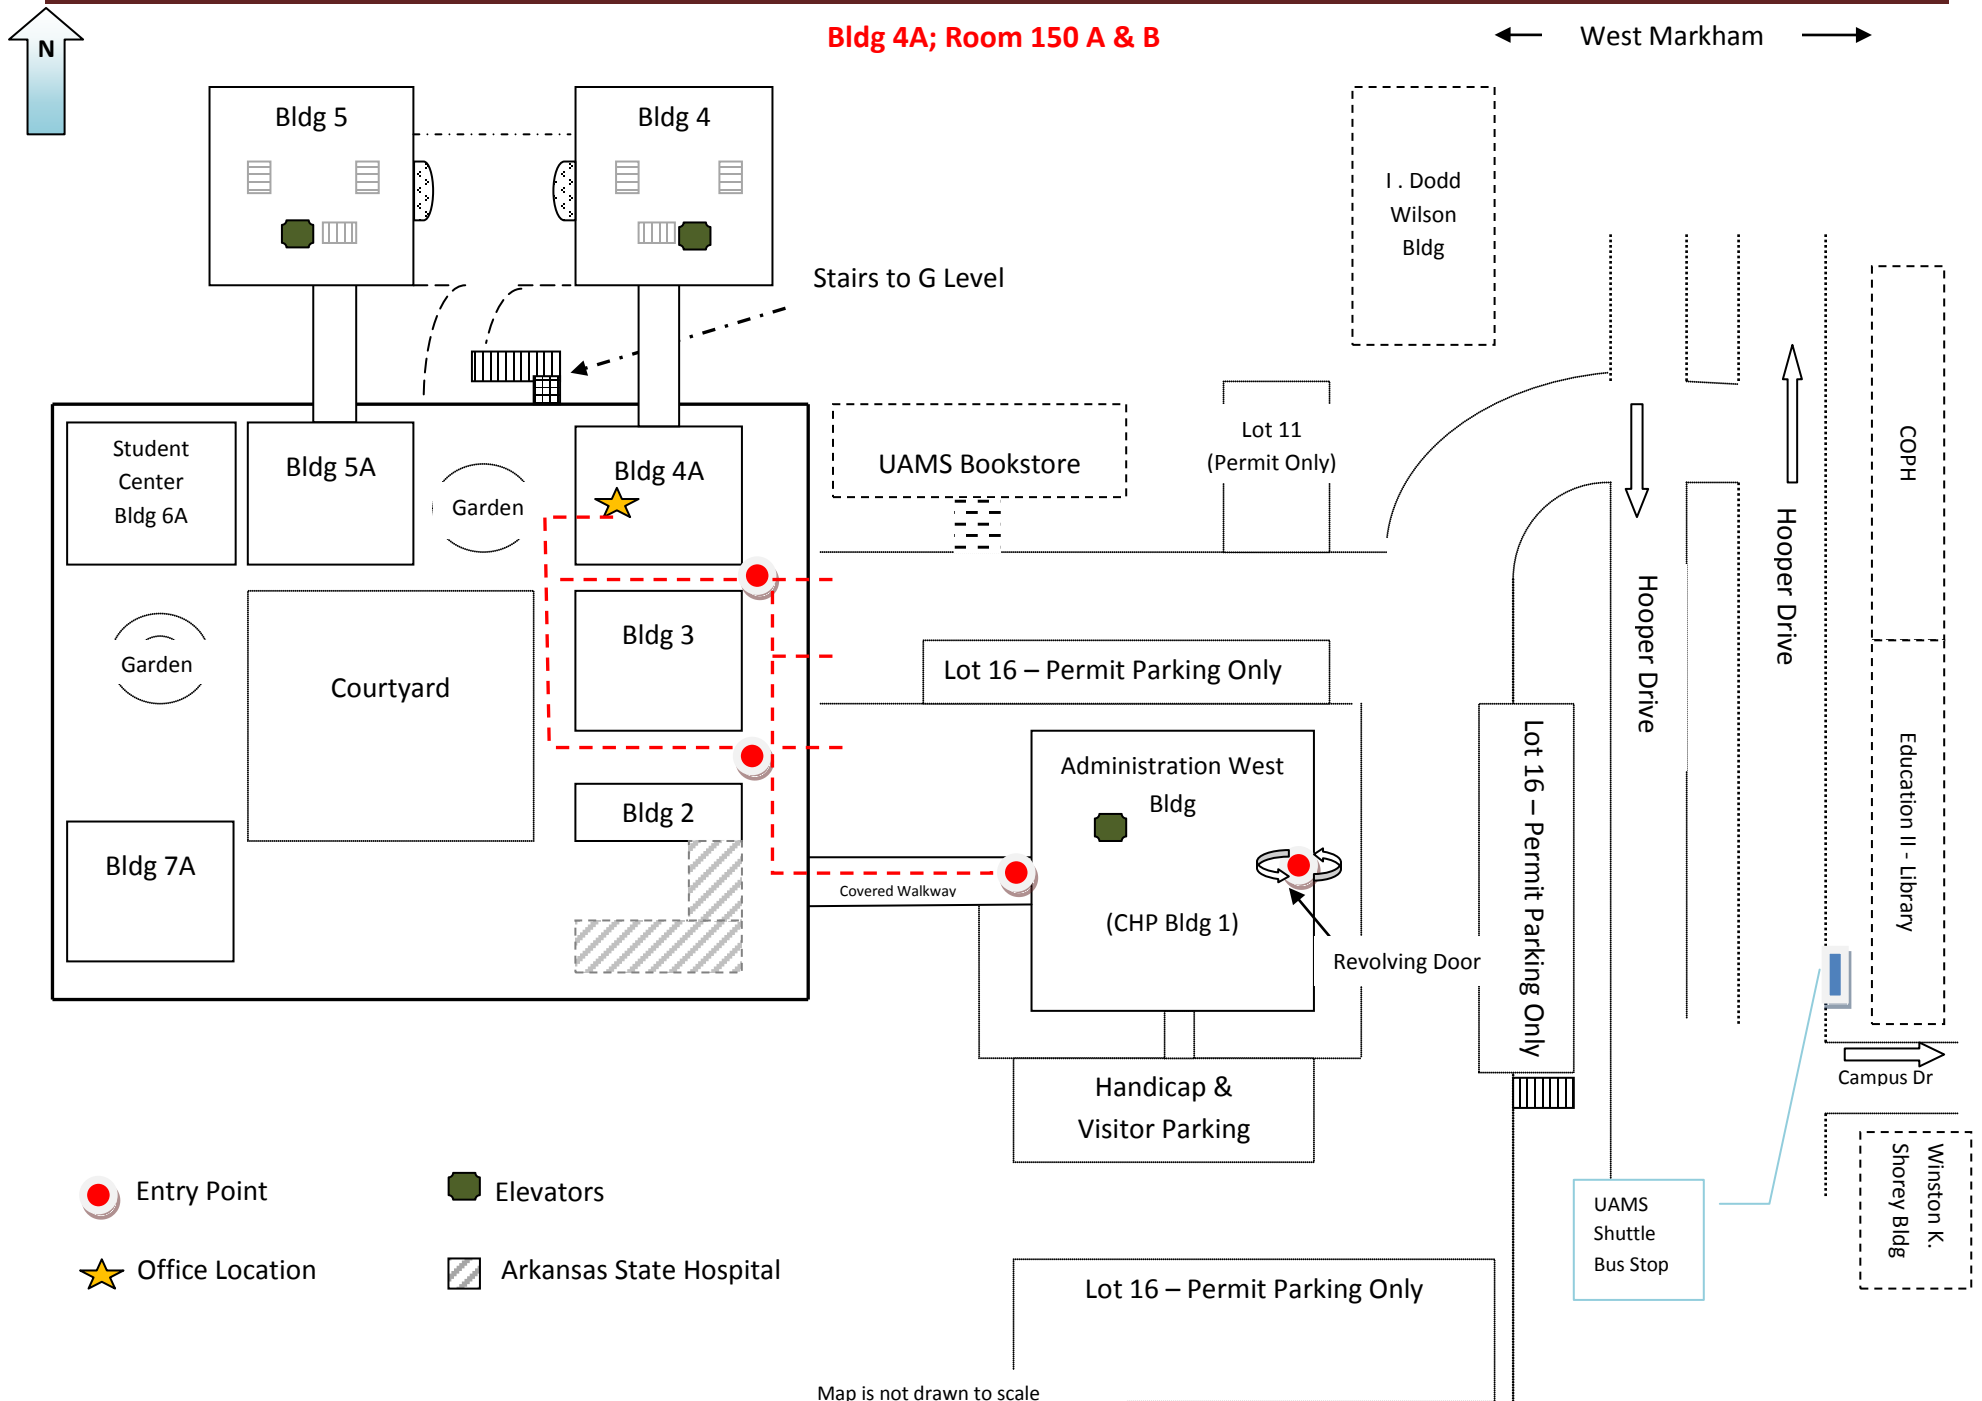 Bldg 4A; Room 150 A & B
West Markham
N
Bldg 5
Bldg 4
I . Dodd
Wilson
Bldg
Stairs to G Level
Student
Center
Bldg 6A
Bldg 5A
Garden
Bldg 4A
UAMS Bookstore
Lot 11
(Permit Only)
COPH
Hooper Drive
Hooper Drive
Garden
Courtyard
Bldg 3
Lot 16 – Permit Parking Only
Lot 16 – Permit Parking Only
Education II - Library
Administration West
Bldg
Bldg 2
Bldg 7A
Covered Walkway
(CHP Bldg 1)
Revolving Door
Campus Dr
Handicap &
Visitor Parking
Winston K.
Shorey Bldg
Entry Point
Elevators
UAMS
Shuttle
Bus Stop
Office Location
Arkansas State Hospital
Lot 16 – Permit Parking Only
Map is not drawn to scale